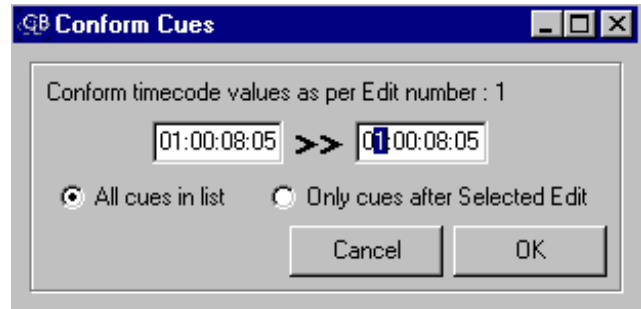 GB Conform Cues
Conform timecode values as per Edit number : 1
01:00:08:05 >> 01:00:08:05
All cues in list Only cues after Selected Edit
Cancel OK